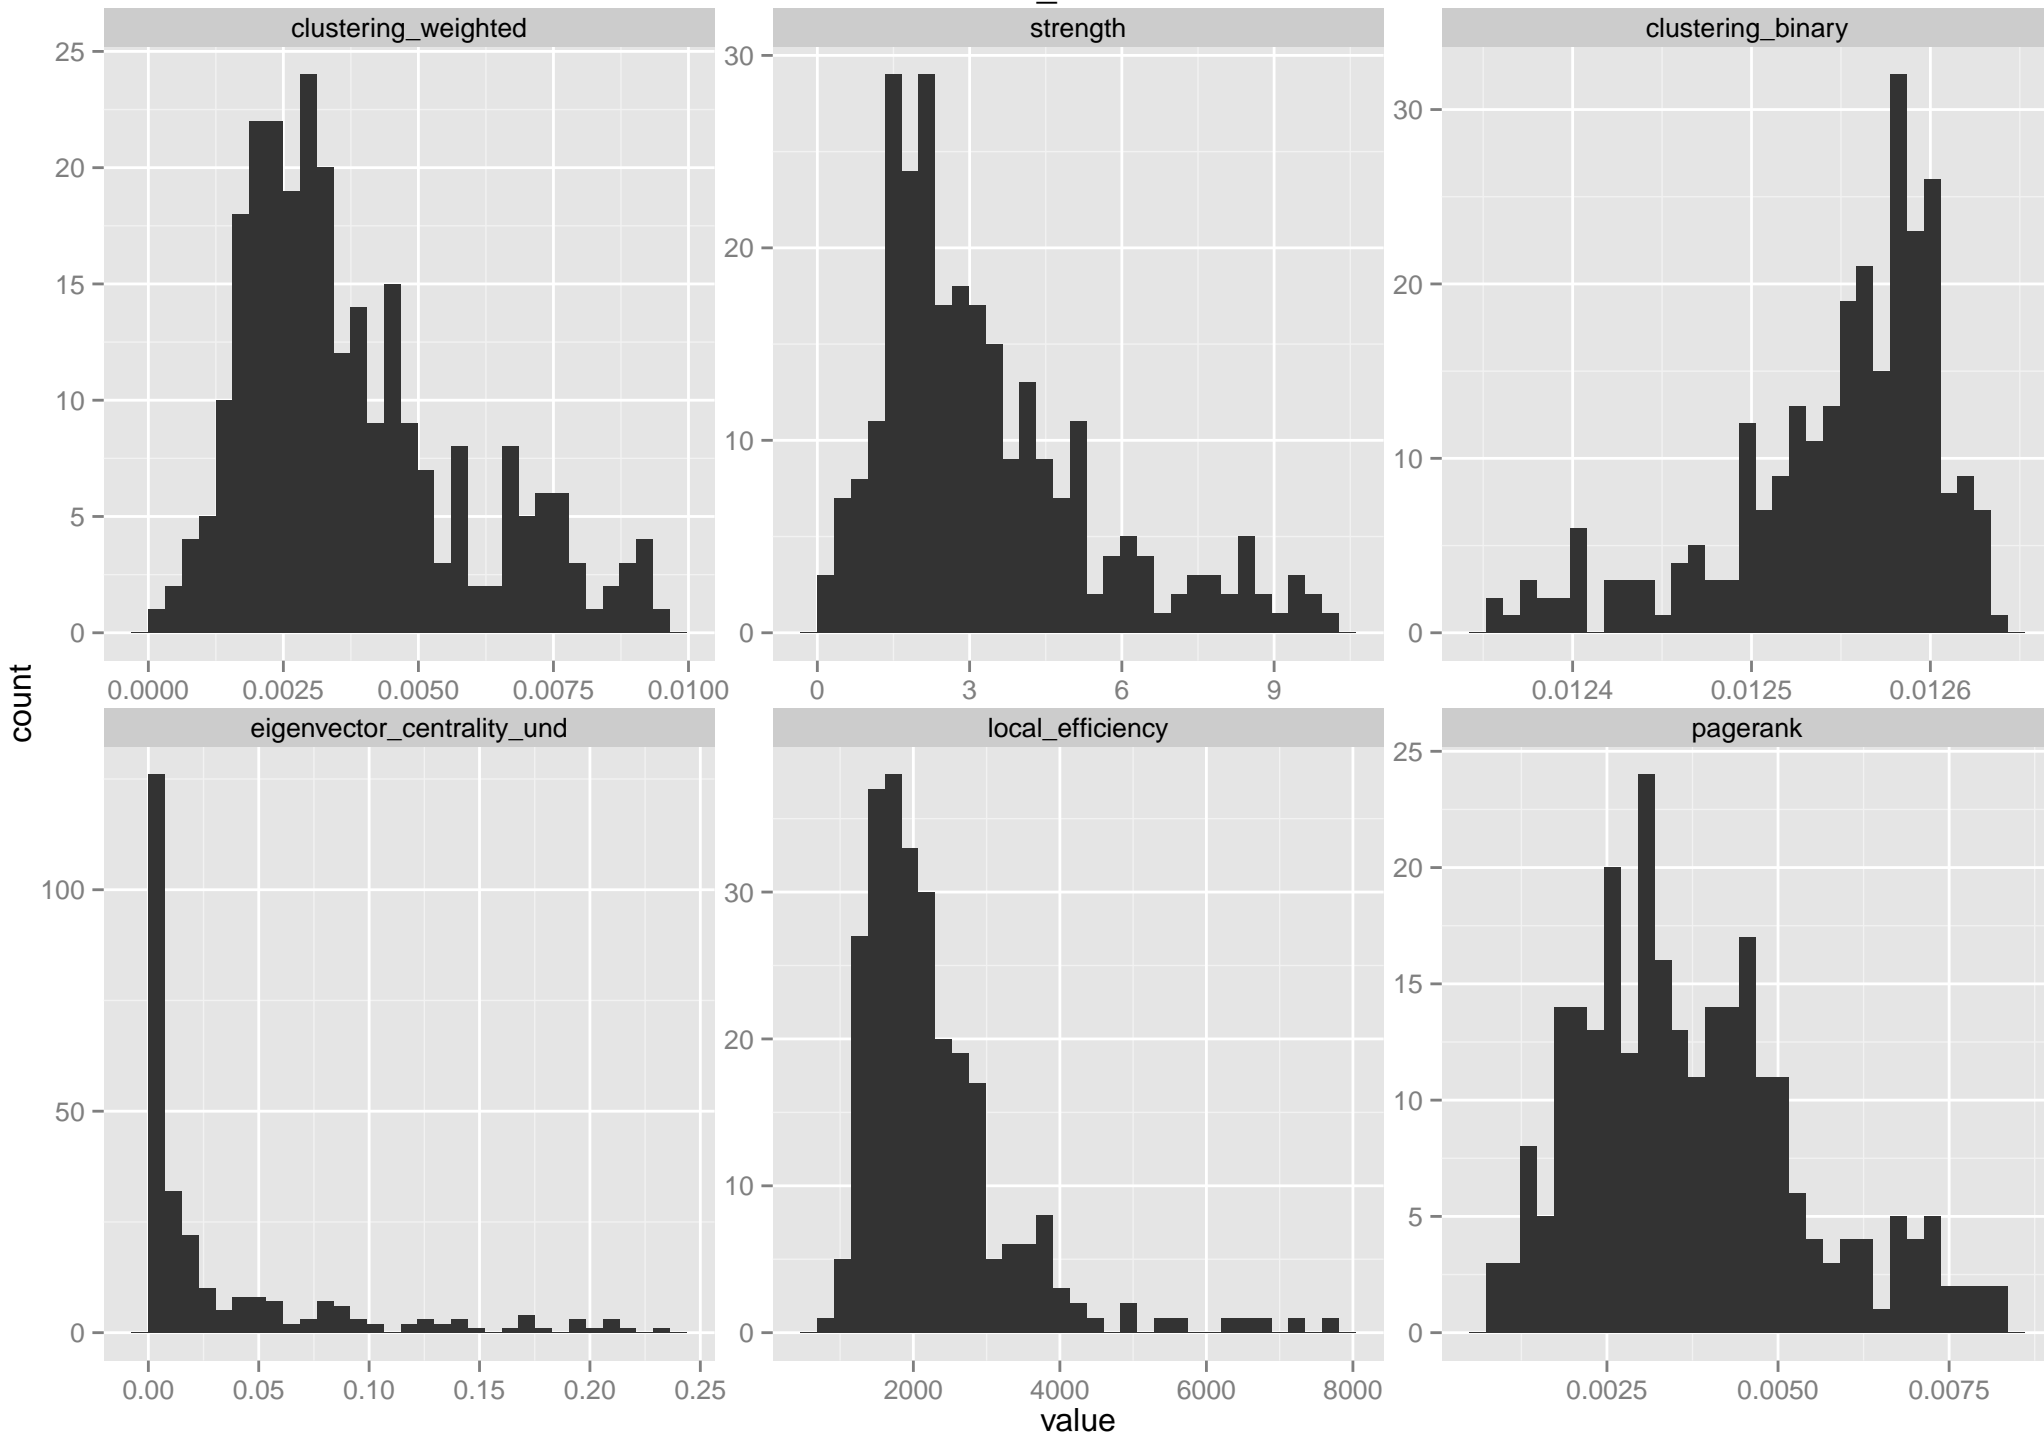 _
clustering_weighted
25
20
15
10
5
0
0.0000 0.0025 0.0050 0.0075 0.0100
strength
30
20
10
0
0 3 6 9
clustering_binary
30
20
10
0
0.0124 0.0125 0.0126
count
eigenvector_centrality_und
100
50
0
0.00 0.05 0.10 0.15 0.20 0.25
local_efficiency
30
20
10
0
2000 4000 6000 8000
pagerank
25
20
15
10
5
0
0.0025 0.0050 0.0075
value